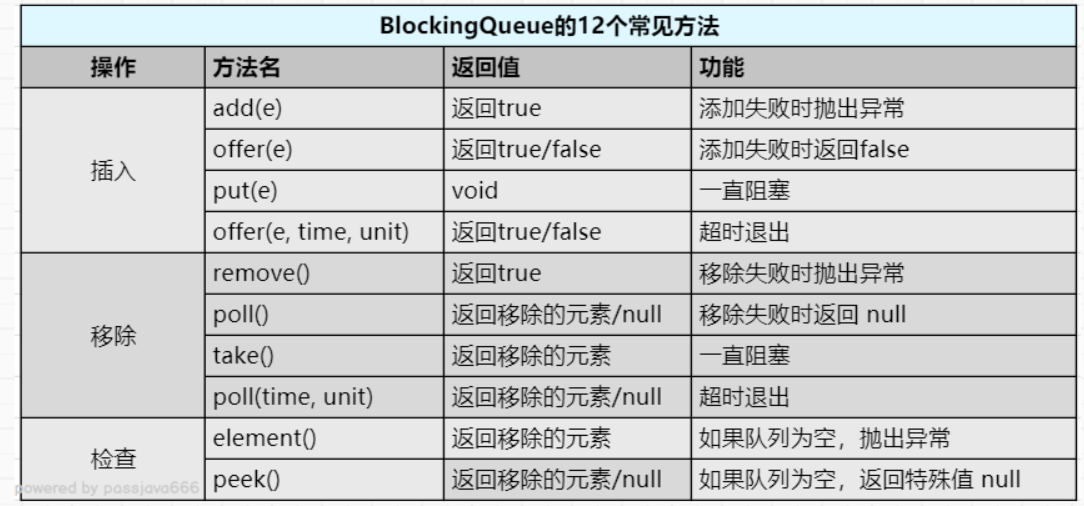 BlockingQueue的12个常见方法
操作 方法名 返回值 功能
插入
add(e) 返回true 添加失败时抛出异常
offer(e) 返回true/false 添加失败时返回false
put(e) void 一直阻塞
offer(e, time, unit) 返回true/false 超时退出
移除
remove() 返回true 移除失败时抛出异常
poll() 返回移除的元素/null 移除失败时返回 null
take() 返回移除的元素 一直阻塞
poll(time, unit) 返回移除的元素/null 超时退出
检查
element() 返回移除的元素 如果队列为空，抛出异常
peek() 返回移除的元素/null 如果队列为空，返回特殊值 null
powered by passjava666